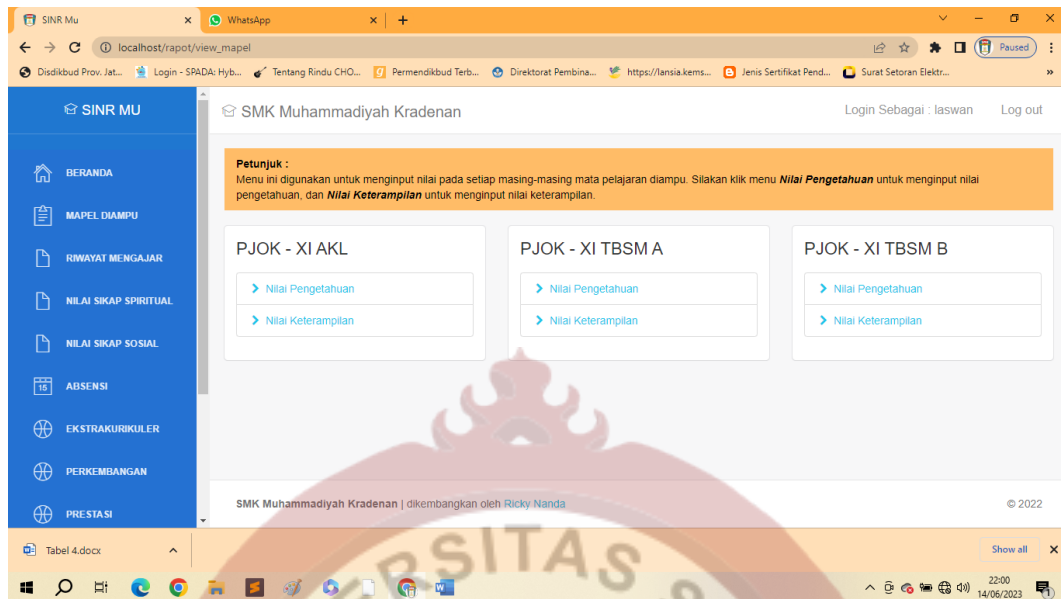 SINR Mu
WhatsApp
localhost/rapot/view_mapel
Paused
Disdikbud Prov. Jat...
Login - SPADA: Hyb...
Tentang Rindu CHO...
Permendikbud Terb...
Direktorat Pembina...
https://lansia.kems...
Jenis Sertifikat Pend...
Surat Setoran Elektr...
SINR MU
SMK Muhammadiyah Kradenan
Login Sebagai : laswan
Log out
BERANDA
MAPEL DIAMPU
RIWAYAT MENGAJAR
NILAI SIKAP SPIRITUAL
NILAI SIKAP SOSIAL
15 ABSENSI
EKSTRAKURIKULER
PERKEMBANGAN
PRESTASI
Petunjuk :
Menu ini digunakan untuk menginput nilai pada setiap masing-masing mata pelajaran diampu. Silakan klik menu Nilai Pengetahuan untuk menginput nilai
pengetahuan, dan Nilai Keterampilan untuk menginput nilai keterampilan.
PJOK - XI AKL
Nilai Pengetahuan
Nilai Keterampilan
PJOK - XI TBSM A
Nilai Pengetahuan
Nilai Keterampilan
PJOK - XI TBSM B
Nilai Pengetahuan
Nilai Keterampilan
SMK Muhammadiyah Kradenan | dikembangkan oleh Ricky Nanda
© 2022
Tabel 4.docx
Show all
RSITAS
22:00
14/06/2023